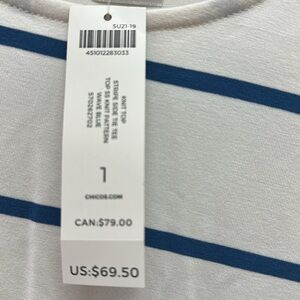 SU21-19
451012283033
KNIT TOP
STRIPE SIDE TIE TEE
TOP SS KNIT PATTERN
WAVE BLUE
570262702
1
CHICOS.COM
CAN:$79.00
US:$69.50